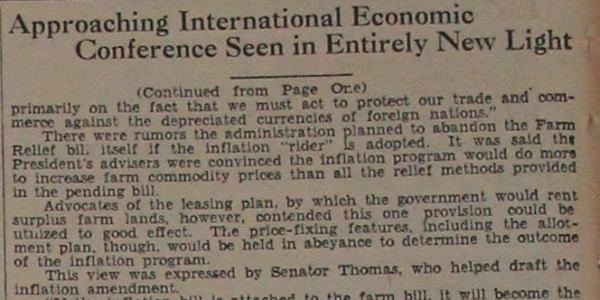 Approaching International Economic
Conference Seen in Entirely New Light
(Continued from Page One)
primarily on the fact that we must act to protect our trade and com-
merce against the depreciated currencies of foreign nations."
There were rumors the administration planned to abandon the Farm
Relief bill itself if the inflation "rider" is adopted. It was said the
President's advisers were convinced the inflation program would do more
to increase farm commodity prices than all the relief methods provided
in the pending bill.
Advocates of the leasing plan, by which the government would rent
surplus farm lands, however, contended this one provision could be
utilized to good effect. The price-fixing features, including the allot-
ment plan, though, would be held in abeyance to determine the outcome
of the inflation program.
This view was expressed by Senator Thomas, who helped draft the
inflation amendment.
inflation bill is attached to the farm bill, it will become the